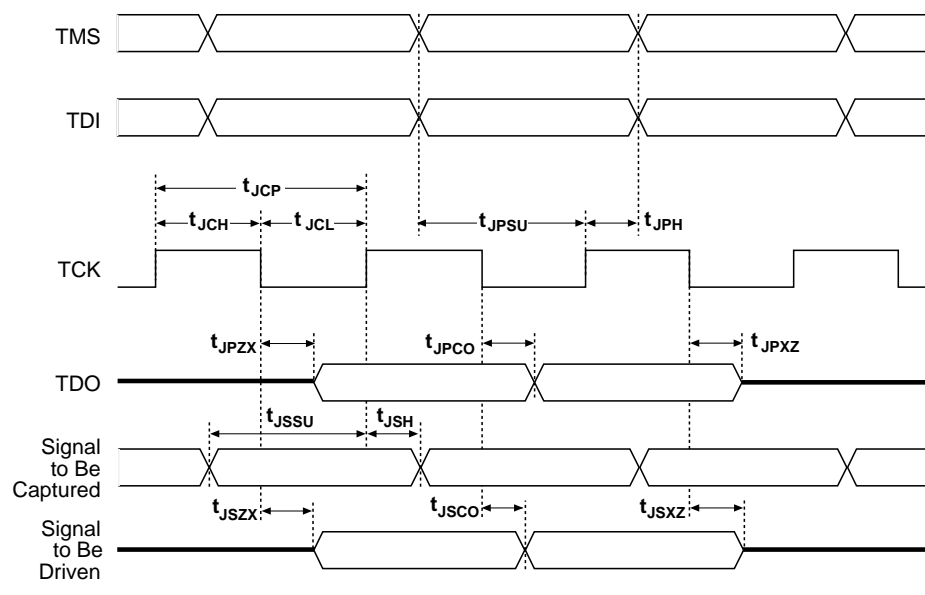 TMS
TDI
tJCP
tJCH
tJCL
tJPSU
tJPH
TCK
tJPZX
tJPCO
tJPXZ
TDO
tJSSU
tJSH
Signal
to Be
Captured
tJSZX
tJSCO
tJSXZ
Signal
to Be
Driven